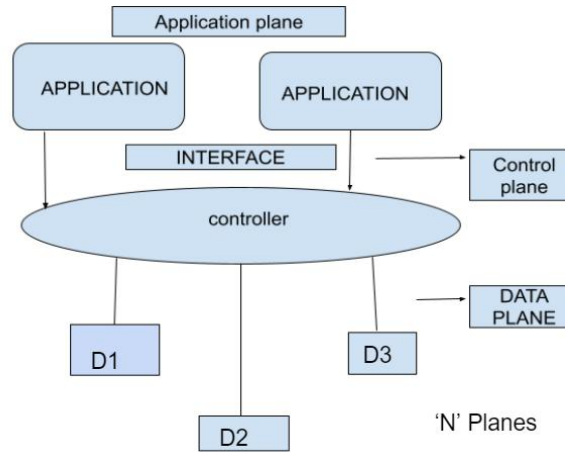 Application plane
APPLICATION
APPLICATION
INTERFACE
Control
plane
controller
DATA
PLANE
D1
D3
D2
‘N’ Planes